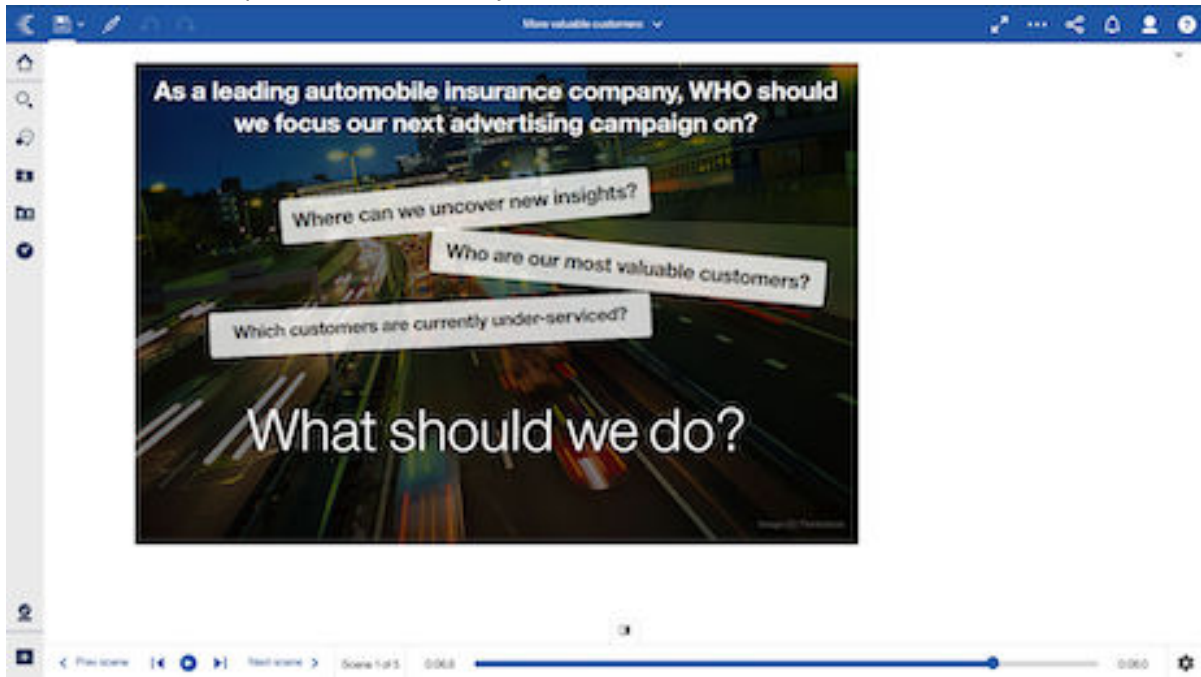 More valuable customers
As a leading automobile insurance company, WHO should
we focus our next advertising campaign on?
Where can we uncover new insights?
Who are our most valuable customers?
Which customers are currently under-serviced?
What should we do?
Prev scene
Next scene
Scene 1 of 5